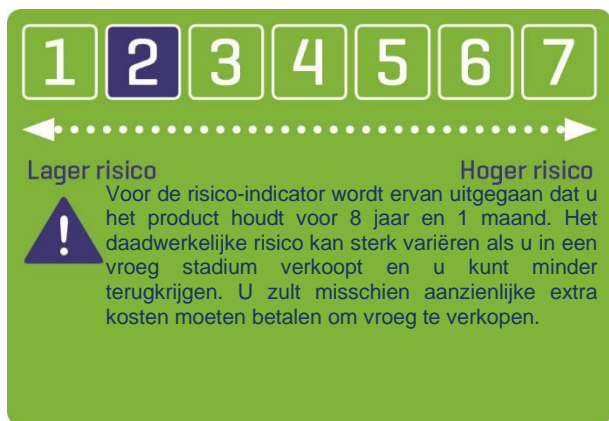 1 2 3 4 5 6 7
Lager risico Hoger risico
Voor de risico-indicator wordt ervan uitgegaan dat u
het product houdt voor 8 jaar en 1 maand. Het
daadwerkelijke risico kan sterk variëren als u in een
vroeg stadium verkoopt en u kunt minder
terugkrijgen. U zult misschien aanzienlijke extra
kosten moeten betalen om vroeg te verkopen.